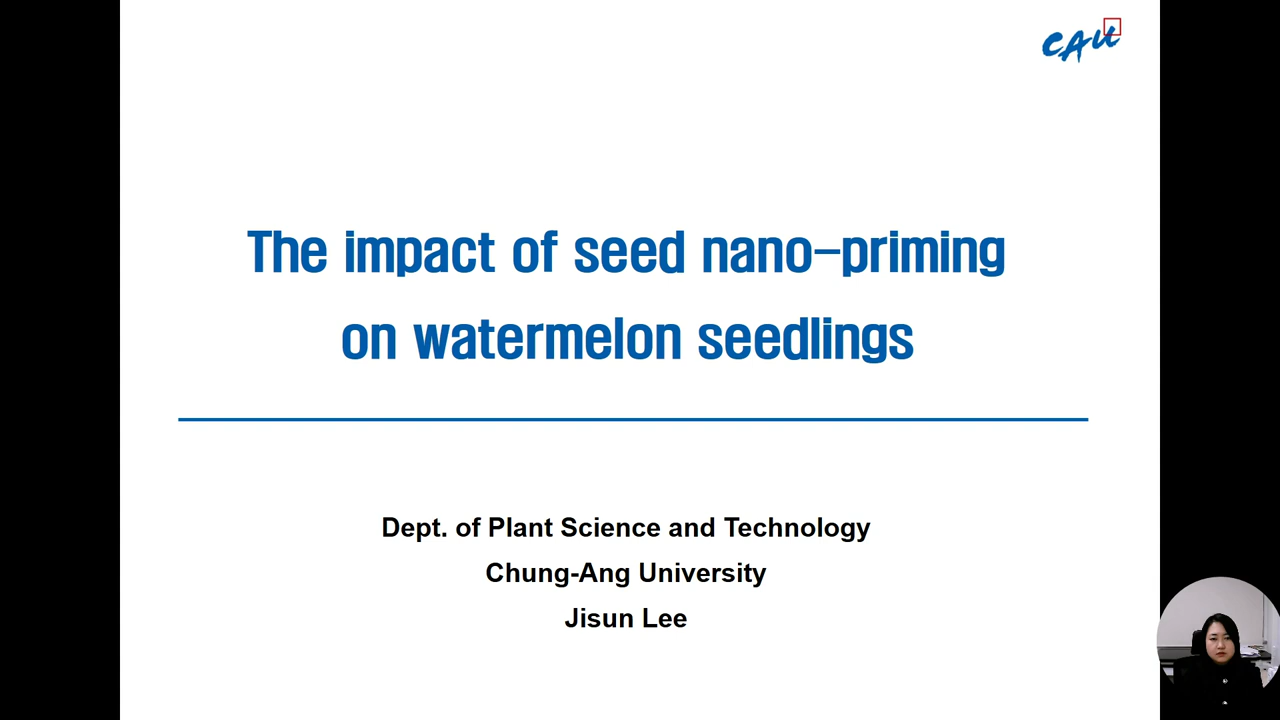 CAU
The impact of seed nano-priming
on watermelon seedlings
Dept. of Plant Science and Technology
Chung-Ang University
Jisun Lee